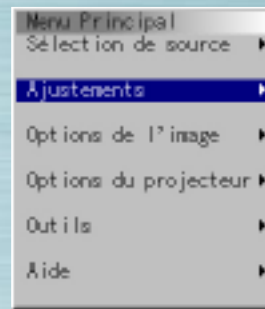 Menu Principal
Sélection de source
Ajustements
Options de l'image
Options du projecteur
Outils
Aide